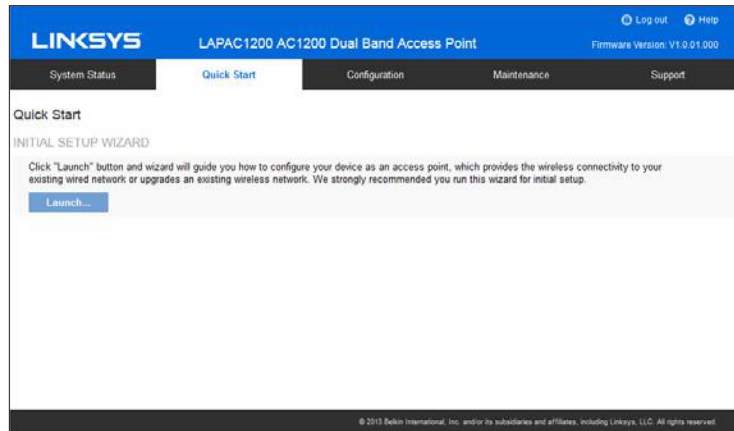 Log out Help
LINKSYS LAPAC1200 AC1200 Dual Band Access Point Firmware Version: V1.0.01.000
System Status Quick Start Configuration Maintenance Support
Quick Start
INITIAL SETUP WIZARD
Click "Launch" button and wizard will guide you how to configure your device as an access point, which provides the wireless connectivity to your
existing wired network or upgrades an existing wireless network. We strongly recommended you run this wizard for initial setup.
Launch...
© 2013 Belkin International, Inc. and/or its subsidiaries and affiliates, including Linksys, LLC. All rights reserved.